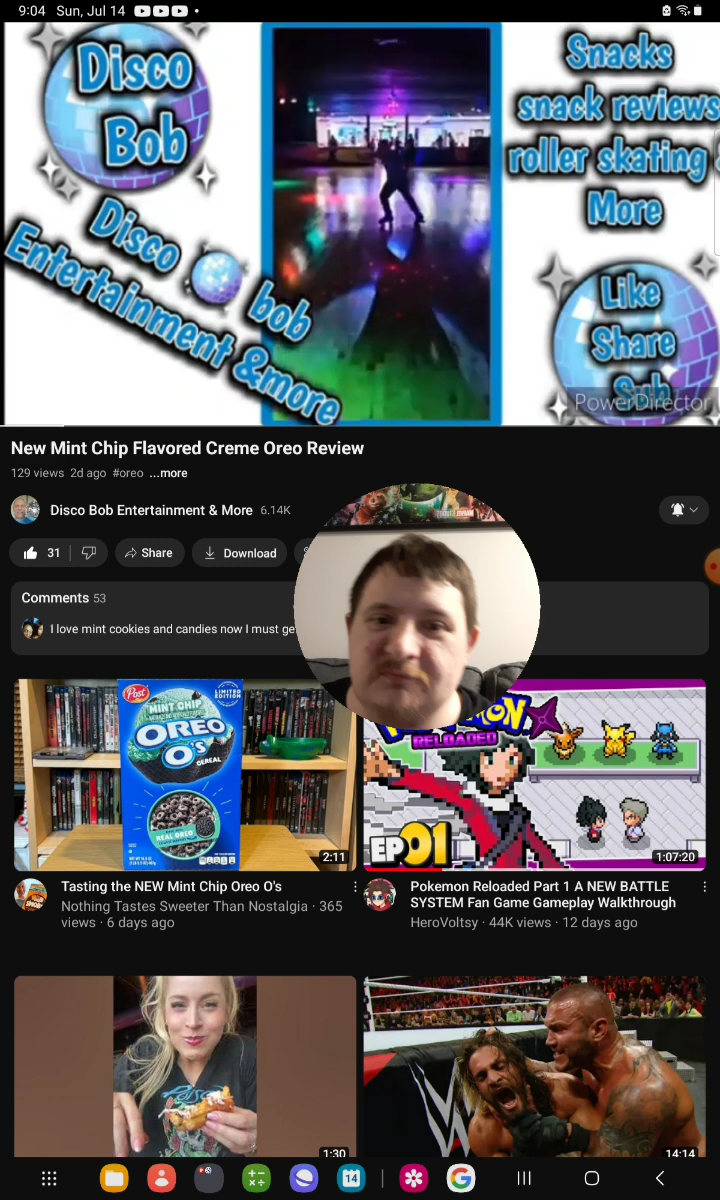 9:04 Sun, Jul 14
Disco
Bob
Disco bob
Entertainment &more
Snacks
snack reviews
roller skating
More
Like
Share
Sub
PowerDirector
New Mint Chip Flavored Creme Oreo Review
129 views 2d ago #oreo ...more
Disco Bob Entertainment & More 6.14K
31 Share Download
Comments 53
I love mint cookies and candies now I must ge
Post
LIMITED EDITION
MINT CHIP
OREO
O's
CEREAL
REAL OREO
2:11
RELOADED
EP01
1:07:20
Tasting the NEW Mint Chip Oreo O's
Nothing Tastes Sweeter Than Nostalgia · 365
views · 6 days ago
Pokemon Reloaded Part 1 A NEW BATTLE
SYSTEM Fan Game Gameplay Walkthrough
HeroVoltsy · 44K views · 12 days ago
Poison
1:30
14:14
14